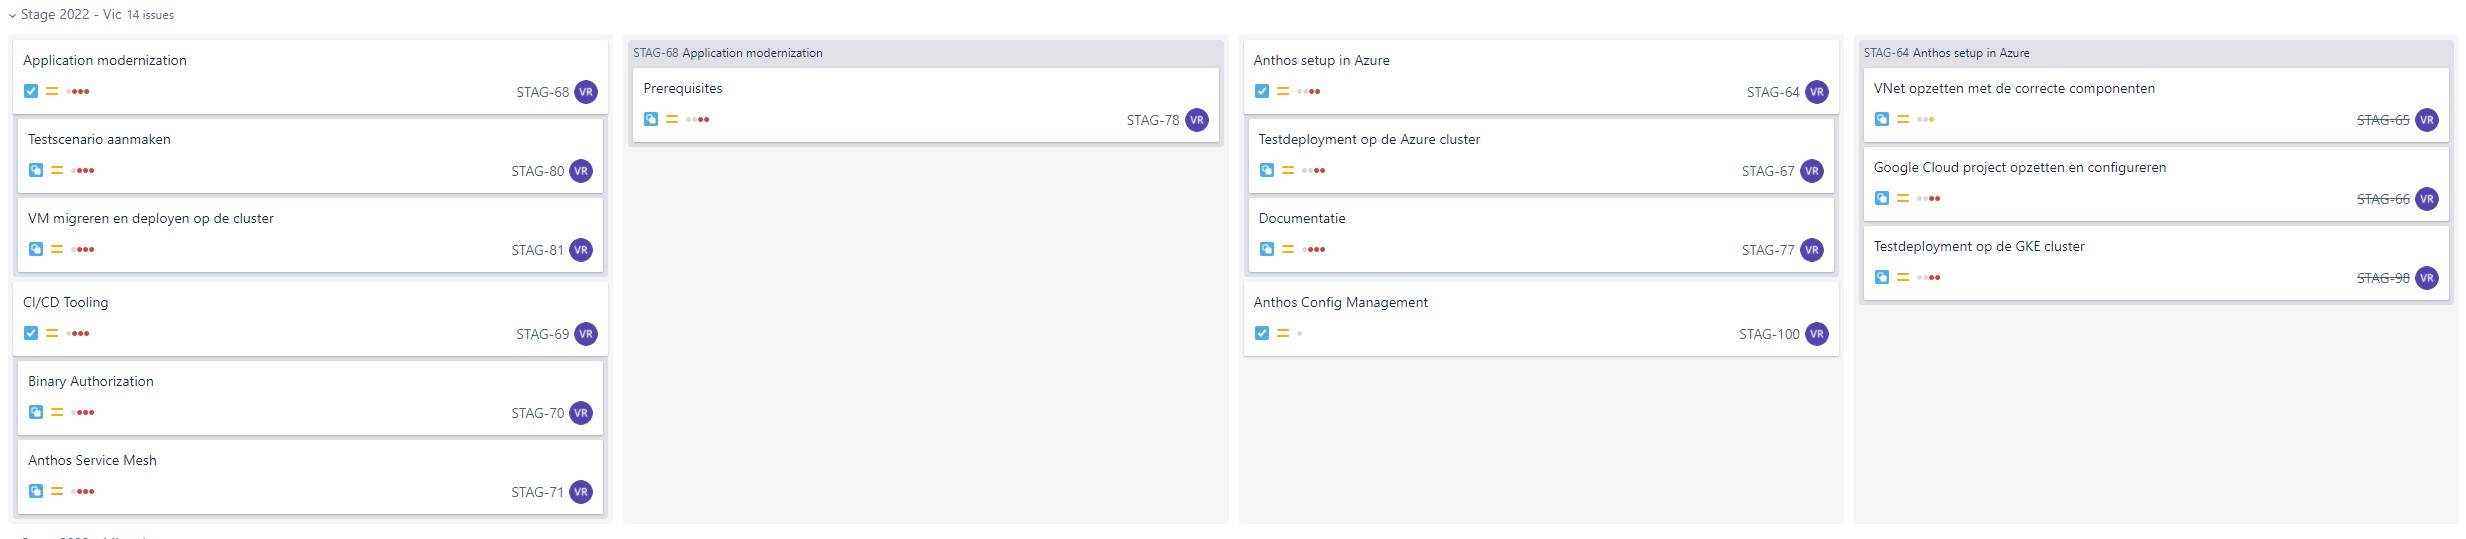 Stage 2022 - Vic 14 issues
Application modernization
STAG-68 VR
Testscenario aanmaken
STAG-80 VR
VM migreren en deployen op de cluster
STAG-81 VR
CI/CD Tooling
STAG-69 VR
Binary Authorization
STAG-70 VR
Anthos Service Mesh
STAG-71 VR
STAG-68 Application modernization
Prerequisites
STAG-78 VR
Anthos setup in Azure
STAG-64 VR
Testdeployment op de Azure cluster
STAG-67 VR
Documentatie
STAG-77 VR
Anthos Config Management
STAG-100 VR
STAG-64 Anthos setup in Azure
VNet opzetten met de correcte componenten
STAG-65 VR
Google Cloud project opzetten en configureren
STAG-66 VR
Testdeployment op de GKE cluster
STAG-98 VR